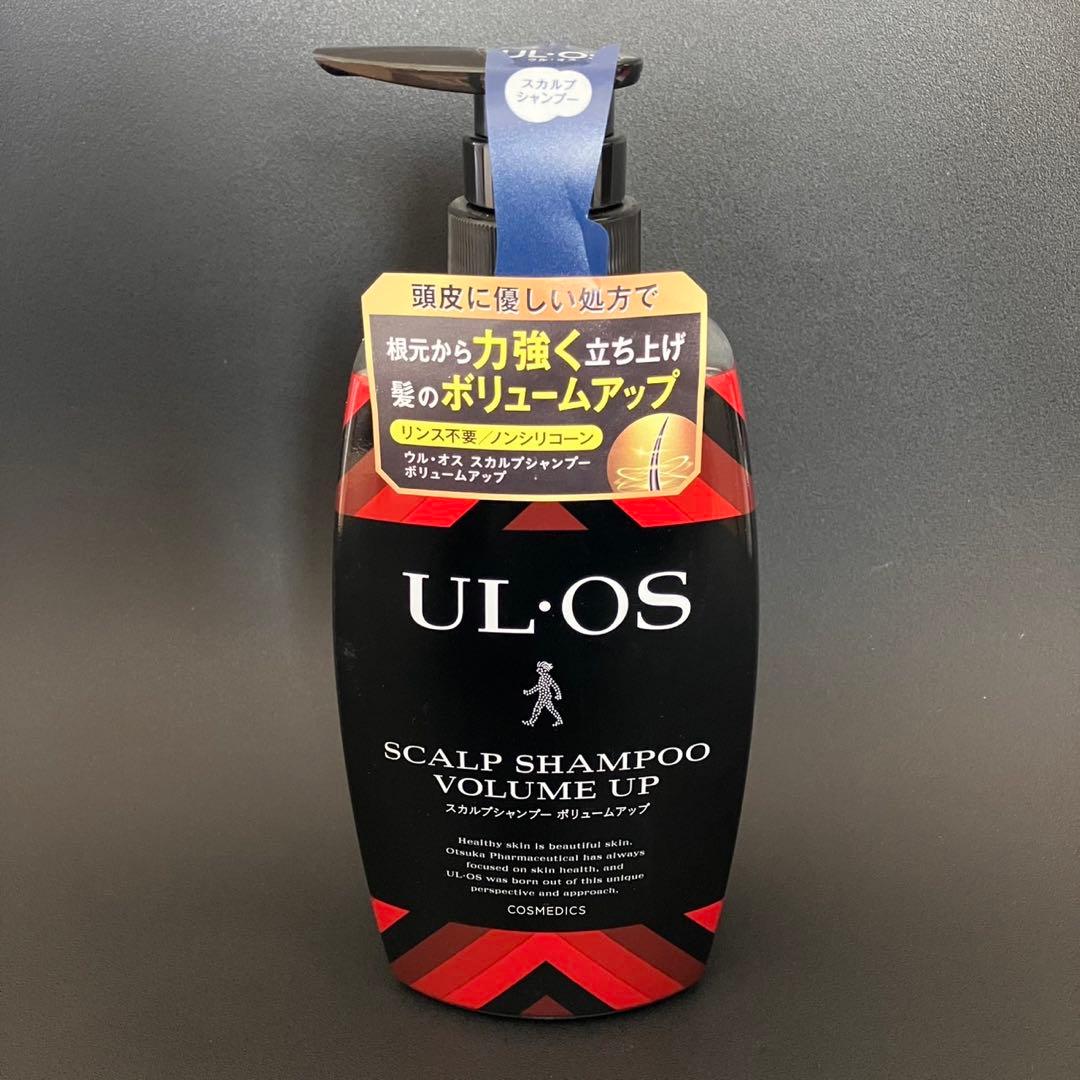 UL·OS
ウル・オス
スカルプ
シャンプー
頭皮に優しい処方で
根元から力強く立ち上げ
髪のボリュームアップ
リンス不要/ノンシリコーン
ウル・オス スカルプシャンプー
ボリュームアップ
UL·OS
SCALP SHAMPOO
VOLUME UP
スカルプシャンプー ボリュームアップ
Healthy skin is beautiful skin.
Otsuka Pharmaceutical has always
focused on skin health, and
UL·OS was born out of this unique
perspective and approach.
COSMEDICS